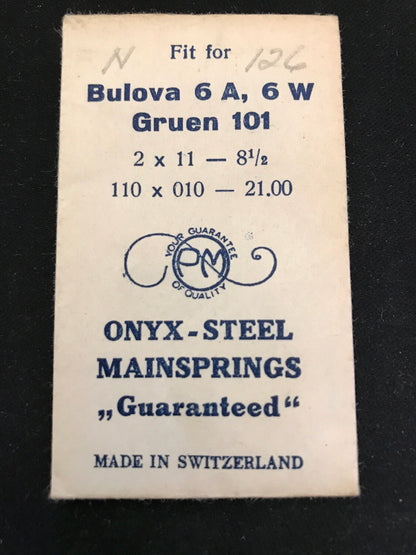 N Fit for 126
Bulova 6 A, 6 W
Gruen 101
2 x 11 — 8½
110 x 010 — 21.00
YOUR GUARANTEE
PM
OF QUALITY
ONYX-STEEL
MAINSPRINGS
„Guaranteed“
MADE IN SWITZERLAND